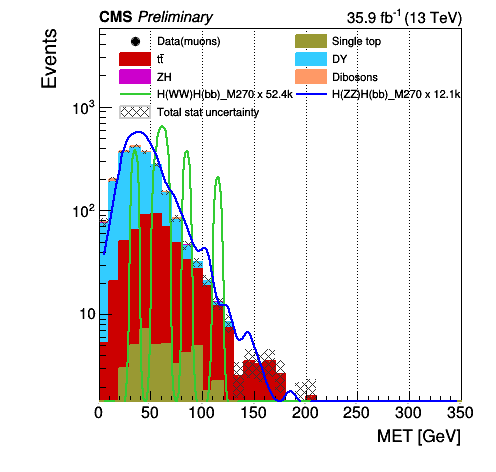 CMS Preliminary 35.9 fb⁻¹ (13 TeV)
Events
Data(muons) Single top
tt̄ DY
ZH Dibosons
H(WW)H(bb)_M270 x 52.4k H(ZZ)H(bb)_M270 x 12.1k
Total stat uncertainty
10³
10²
10
0 50 100 150 200 250 300 350
MET [GeV]